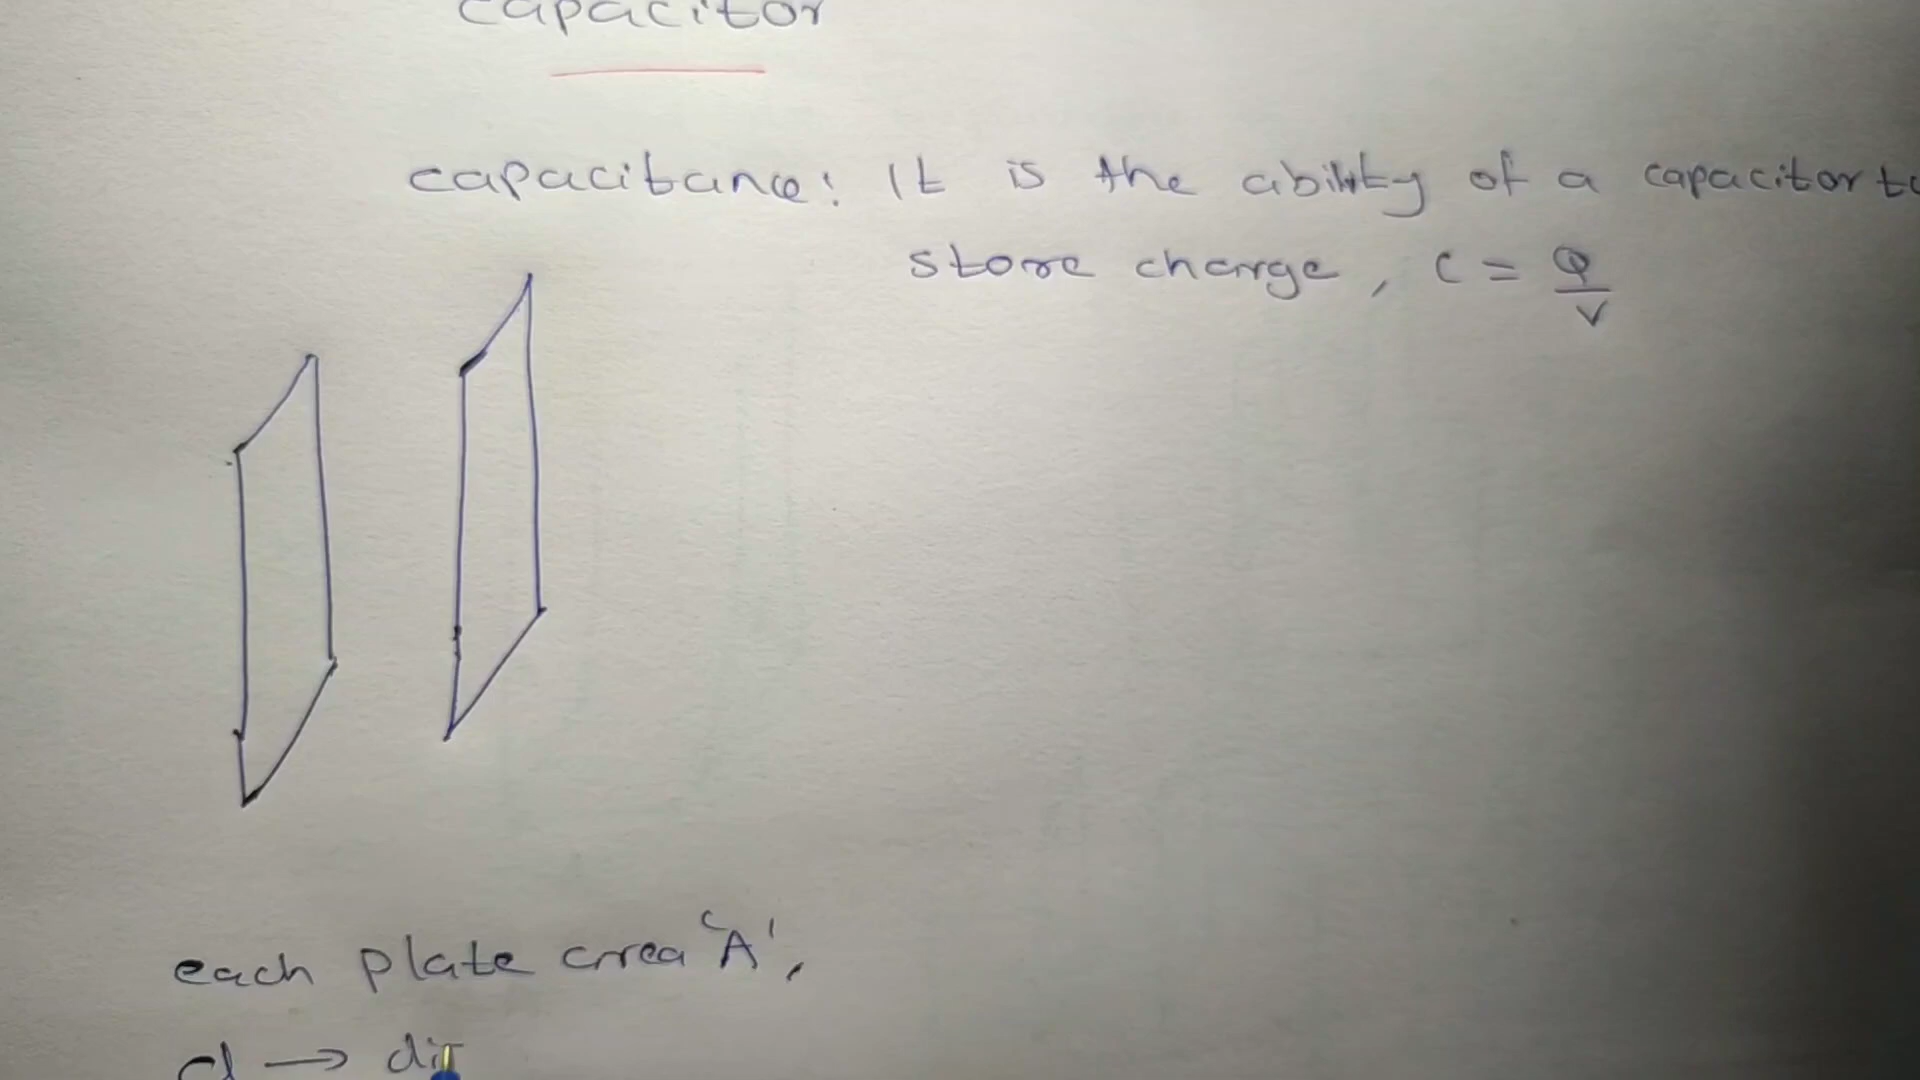 capacitor
capacitance: It is the ability of a capacitor to
store charge, C = Q/V
each plate area 'A',
d → dis